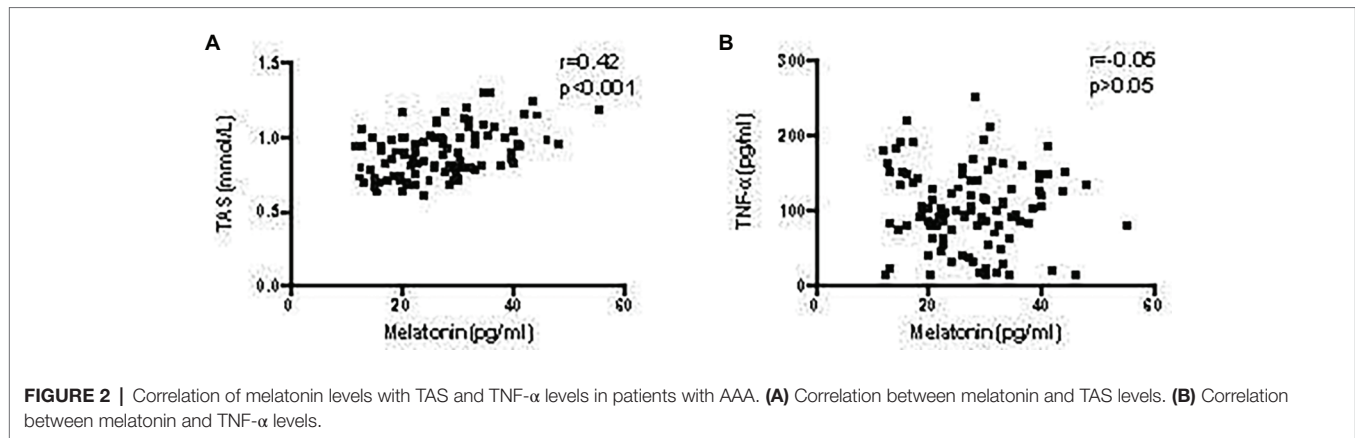 A
r=0.42
p<0.001
1.5
1.0
0.5
0.0
TAS (mmol/L)
0
20
40
60
Melatonin (pg/ml)
B
r=-0.05
p>0.05
300
200
100
0
TNF-α (pg/ml)
0
20
40
60
Melatonin (pg/ml)
FIGURE 2 | Correlation of melatonin levels with TAS and TNF-α levels in patients with AAA. (A) Correlation between melatonin and TAS levels. (B) Correlation
between melatonin and TNF-α levels.